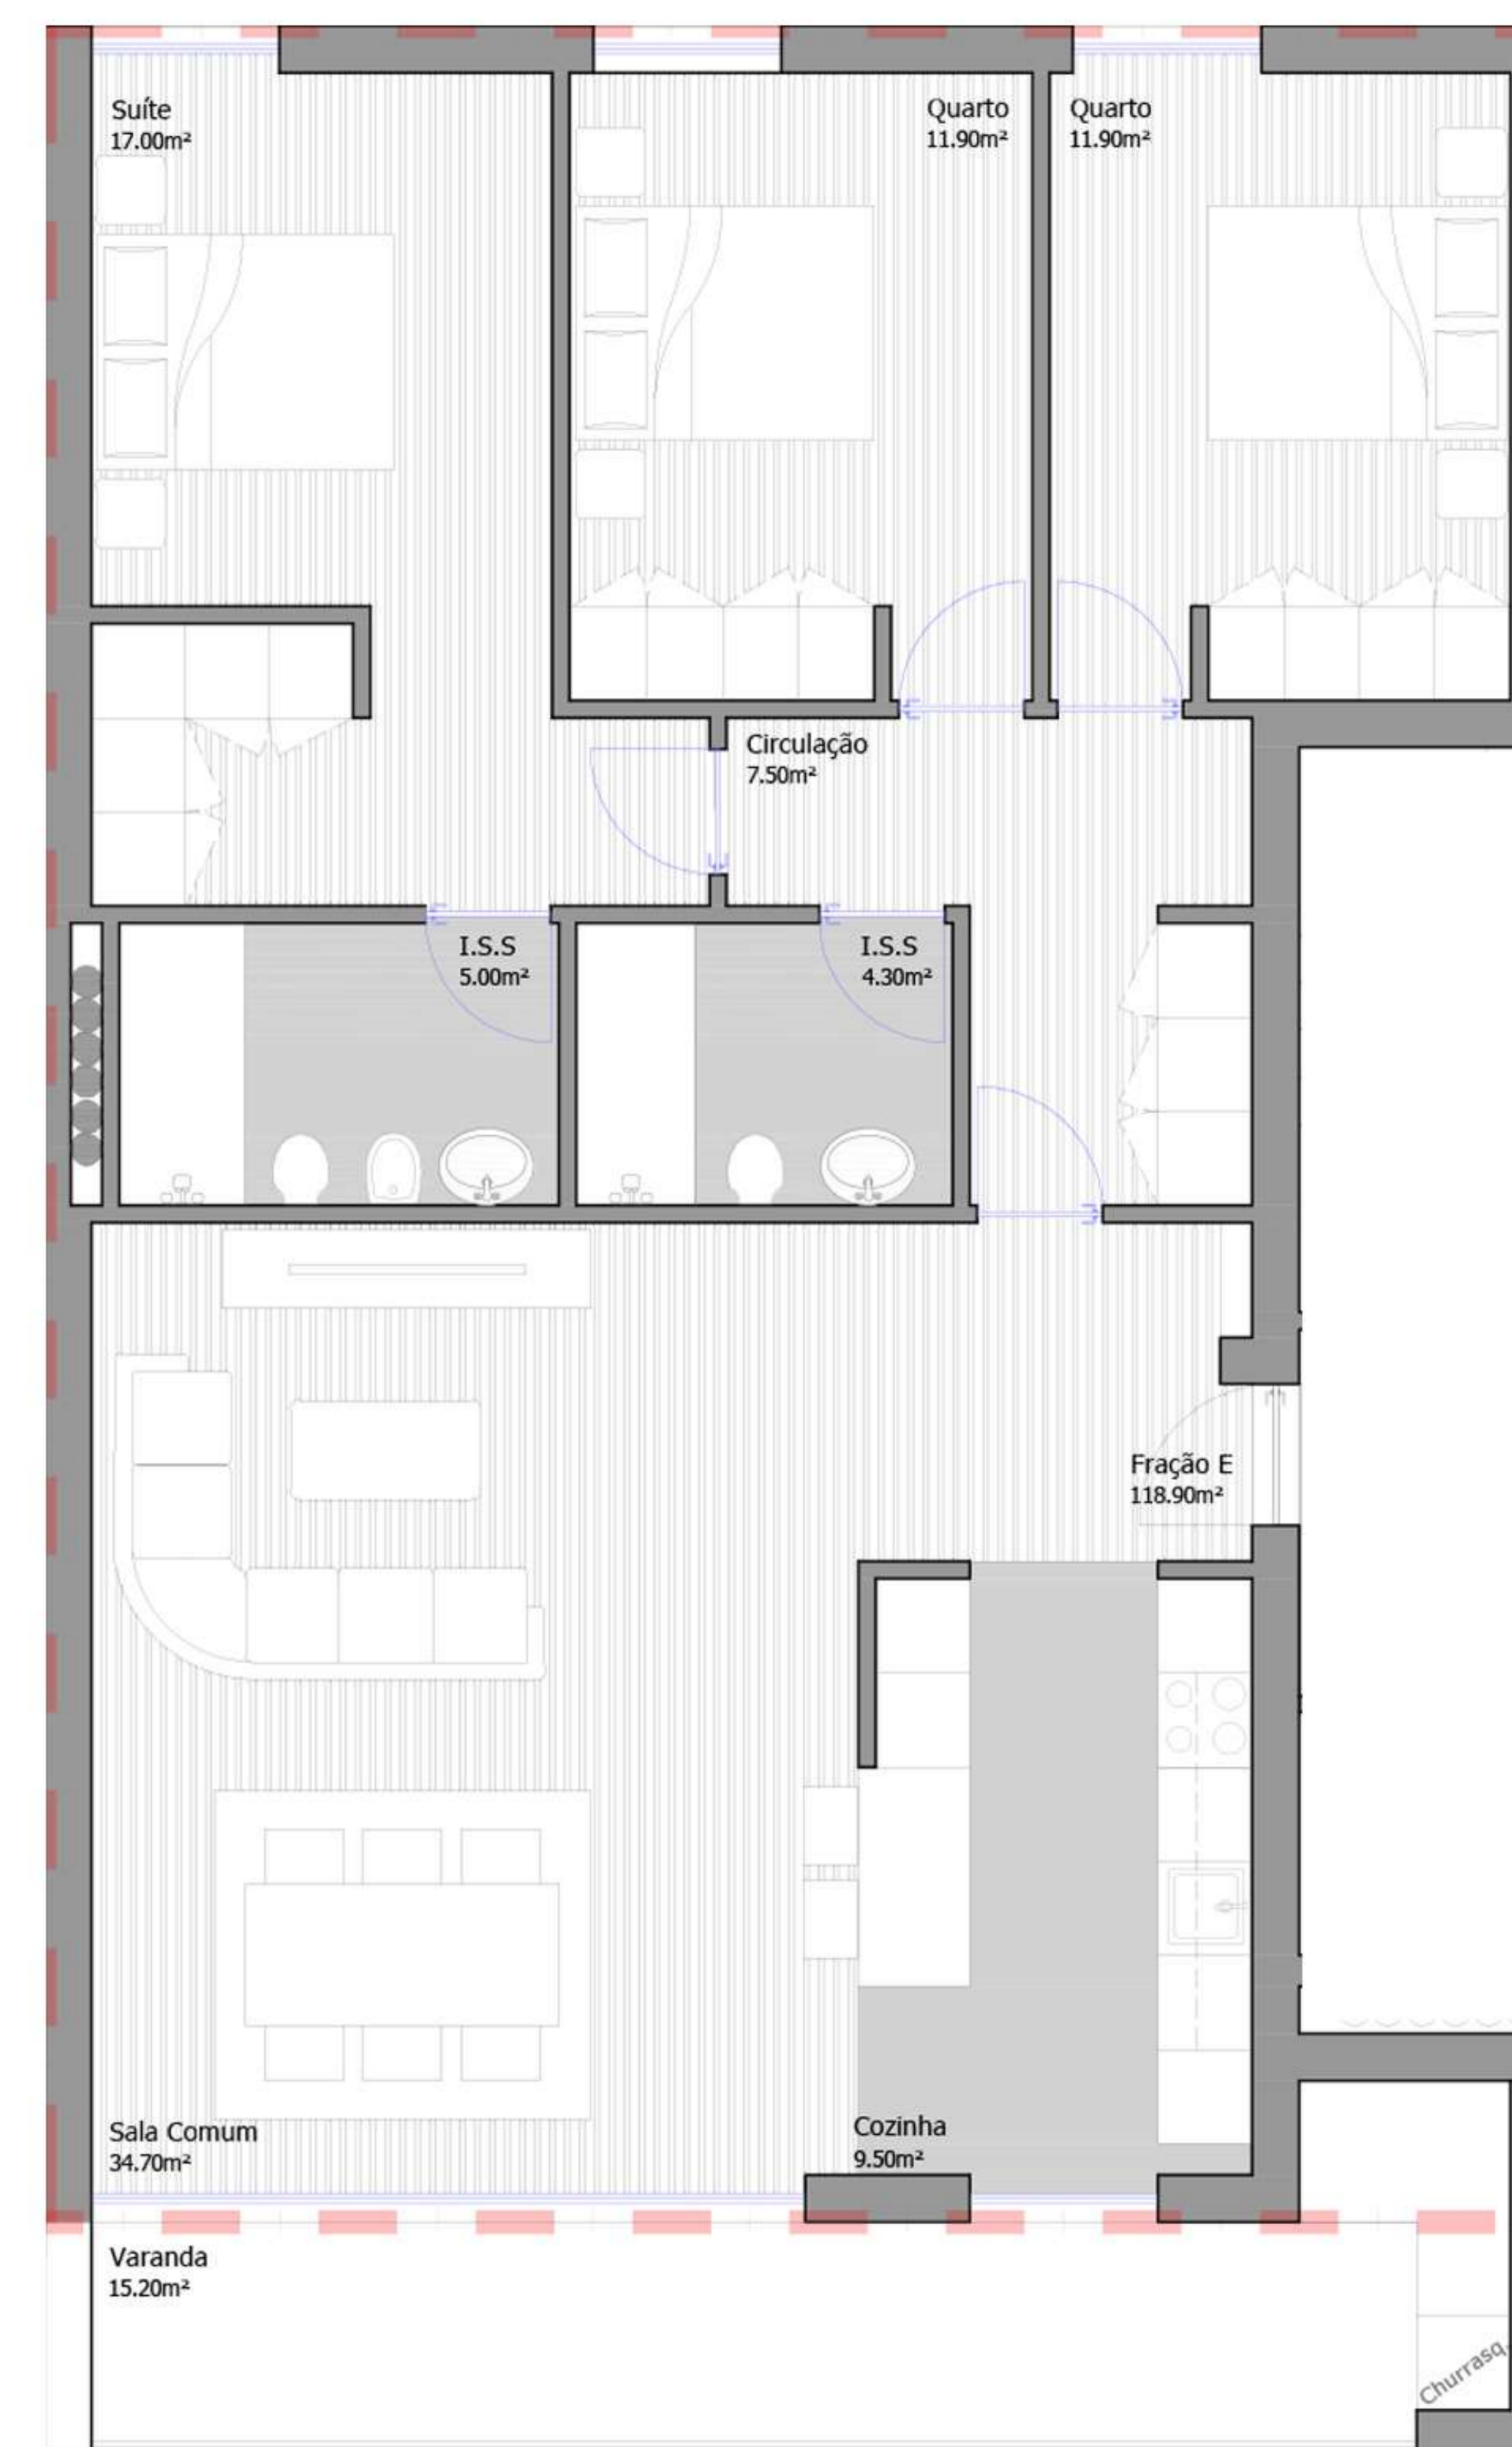 Suíte
17.00m²
Quarto
11.90m²
Quarto
11.90m²
Circulação
7.50m²
I.S.S
5.00m²
I.S.S
4.30m²
Fração E
118.90m²
Sala Comum
34.70m²
Cozinha
9.50m²
Varanda
15.20m²
Churrasq.